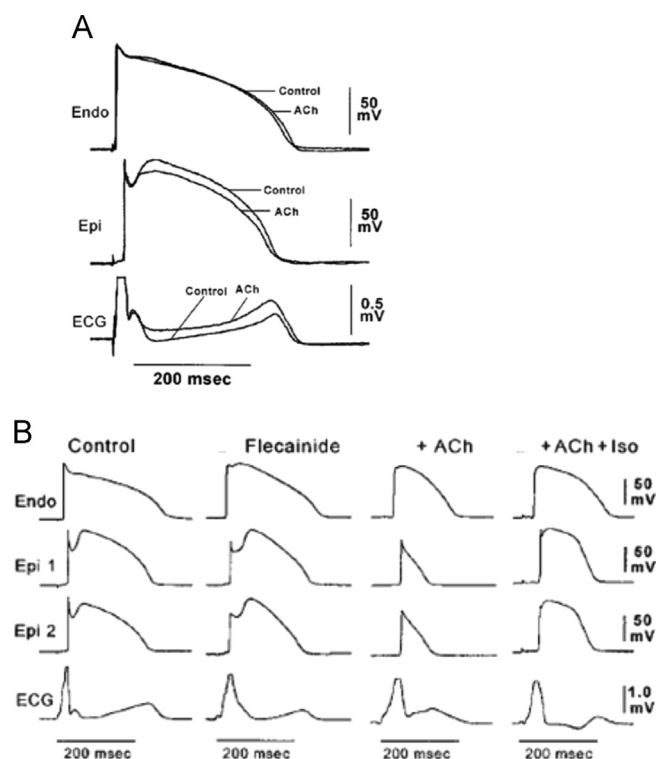 A
Endo
Control
ACh
50
mV
Epi
Control
ACh
50
mV
ECG
Control
ACh
0.5
mV
200 msec
B
Control Flecainide + ACh + ACh + Iso
Endo
50
mV
Epi 1
50
mV
Epi 2
50
mV
ECG
1.0
mV
200 msec 200 msec 200 msec 200 msec